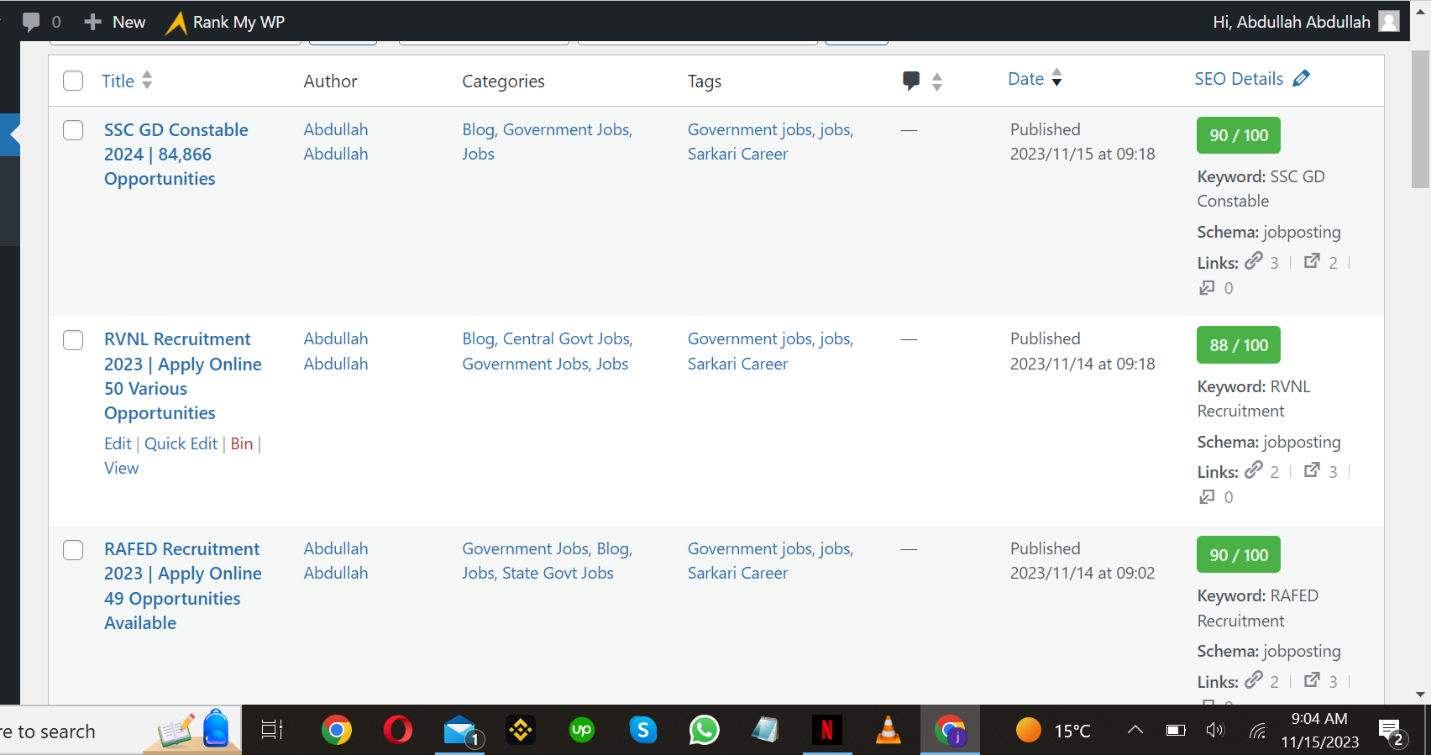 0 New Rank My WP Hi, Abdullah Abdullah
Title Author Categories Tags Date SEO Details
SSC GD Constable
2024 | 84,866
Opportunities
Abdullah
Abdullah
Blog, Government Jobs,
Jobs
Government jobs, jobs,
Sarkari Career
—
Published
2023/11/15 at 09:18
90 / 100
Keyword: SSC GD
Constable
Schema: jobposting
Links: 3 | 2 |
0
RVNL Recruitment
2023 | Apply Online
50 Various
Opportunities
Edit | Quick Edit | Bin |
View
Abdullah
Abdullah
Blog, Central Govt Jobs,
Government Jobs, Jobs
Government jobs, jobs,
Sarkari Career
—
Published
2023/11/14 at 09:18
88 / 100
Keyword: RVNL
Recruitment
Schema: jobposting
Links: 2 | 3 |
0
RAFED Recruitment
2023 | Apply Online
49 Opportunities
Available
Abdullah
Abdullah
Government Jobs, Blog,
Jobs, State Govt Jobs
Government jobs, jobs,
Sarkari Career
—
Published
2023/11/14 at 09:02
90 / 100
Keyword: RAFED
Recruitment
Schema: jobposting
Links: 2 | 3 |
re to search
1
up
S
N
j
15°C
9:04 AM
11/15/2023
2